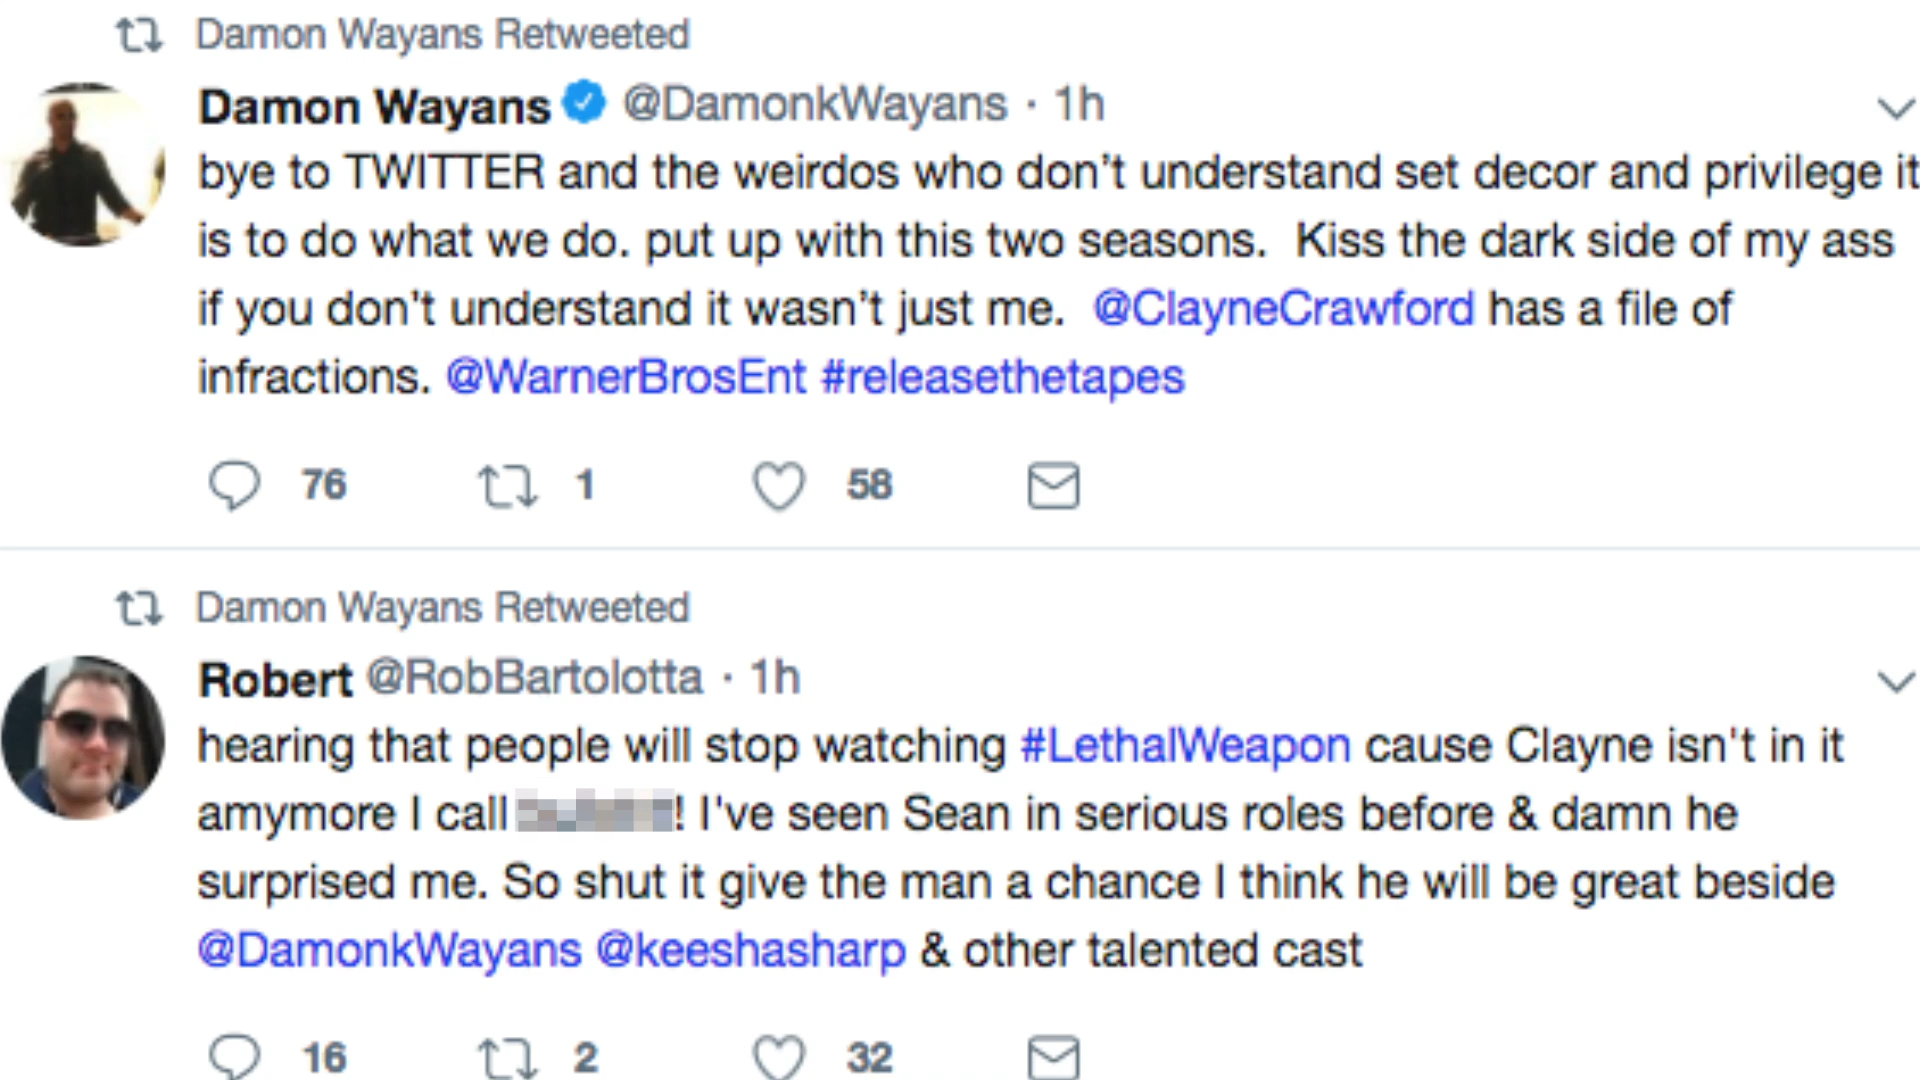 Damon Wayans Retweeted
Damon Wayans @DamonkWayans · 1h
bye to TWITTER and the weirdos who don’t understand set decor and privilege it
is to do what we do. put up with this two seasons.  Kiss the dark side of my ass
if you don't understand it wasn’t just me.  @ClayneCrawford has a file of
infractions. @WarnerBrosEnt #releasethetapes
76 1 58
Damon Wayans Retweeted
Robert @RobBartolotta · 1h
hearing that people will stop watching #LethalWeapon cause Clayne isn't in it
amymore I call ! I've seen Sean in serious roles before & damn he
surprised me. So shut it give the man a chance I think he will be great beside
@DamonkWayans @keeshasharp & other talented cast
16 2 32